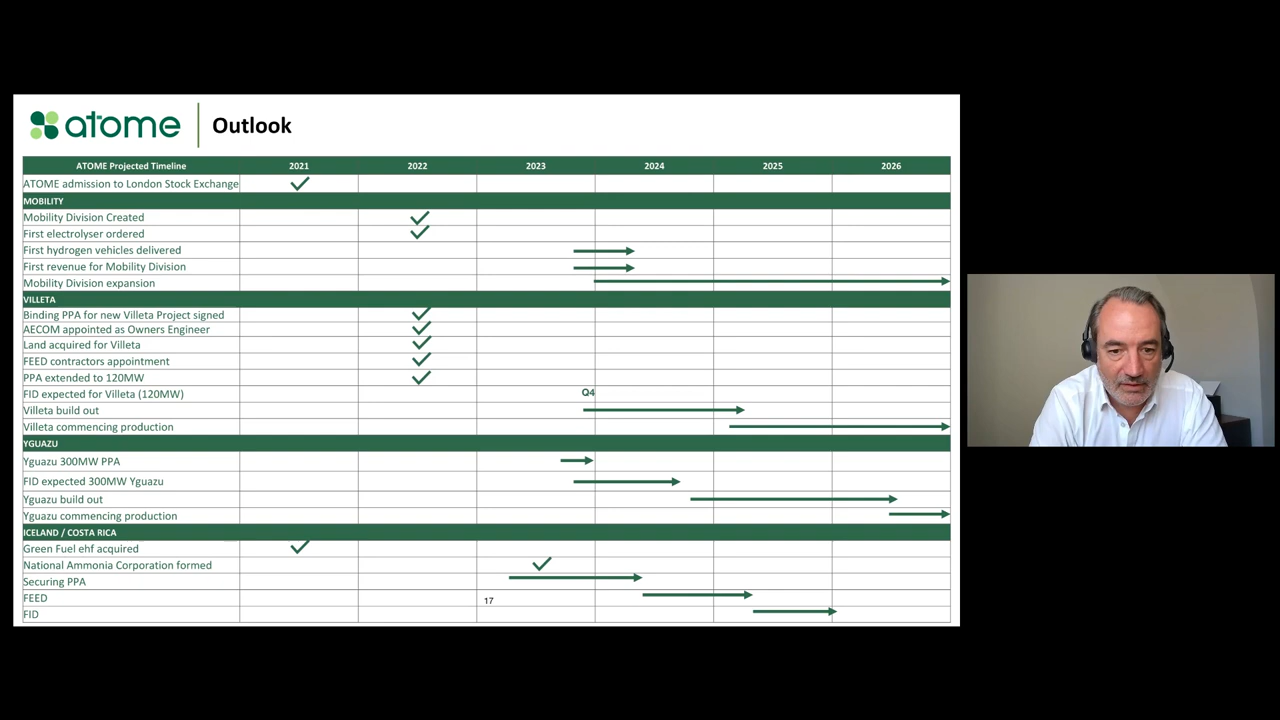 atome
Outlook
ATOME Projected Timeline 2021 2022 2023 2024 2025 2026
ATOME admission to London Stock Exchange
MOBILITY
Mobility Division Created
First electrolyser ordered
First hydrogen vehicles delivered
First revenue for Mobility Division
Mobility Division expansion
VILLETA
Binding PPA for new Villeta Project signed
AECOM appointed as Owners Engineer
Land acquired for Villeta
FEED contractors appointment
PPA extended to 120MW
FID expected for Villeta (120MW) Q4
Villeta build out
Villeta commencing production
YGUAZU
Yguazu 300MW PPA
FID expected 300MW Yguazu
Yguazu build out
Yguazu commencing production
ICELAND / COSTA RICA
Green Fuel ehf acquired
National Ammonia Corporation formed
Securing PPA
FEED
17
FID